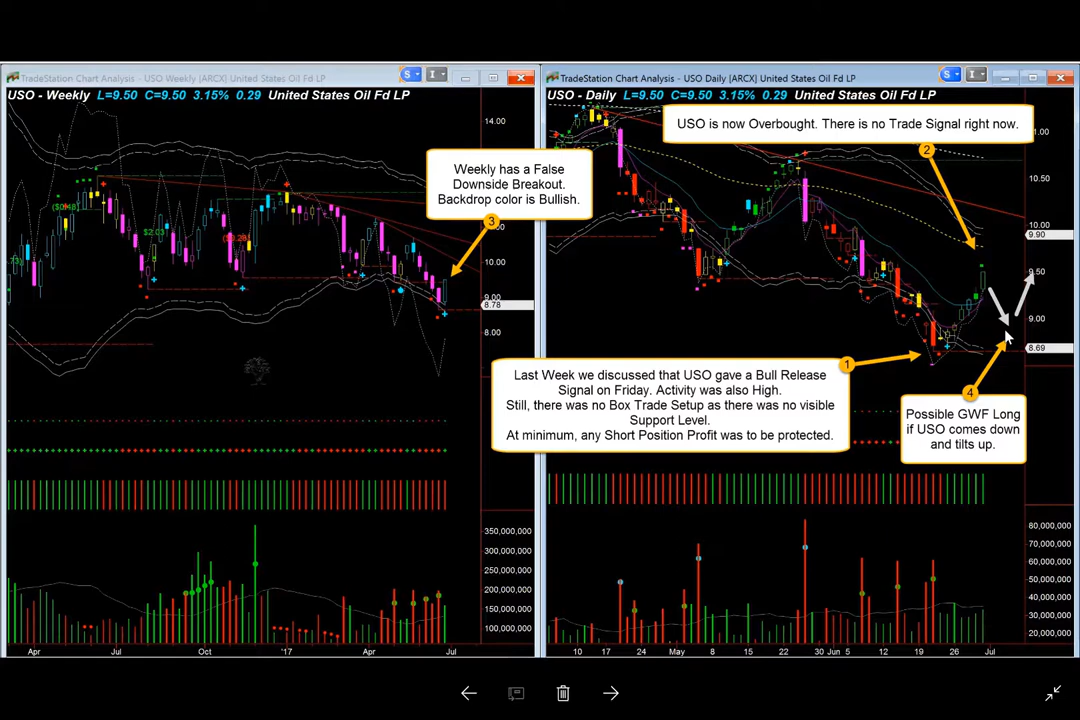 TradeStation Chart Analysis - USO Weekly [ARCX] United States Oil Fd LP
S
I
USO - Weekly L=9.50 C=9.50 3.15% 0.29 United States Oil Fd LP
14.00
Weekly has a False
Downside Breakout.
Backdrop color is Bullish.
3
10.00
9.00
8.78
8.00
350,000,000
300,000,000
250,000,000
200,000,000
150,000,000
100,000,000
Apr Jul Oct '17 Apr Jul
TradeStation Chart Analysis - USO Daily [ARCX] United States Oil Fd LP
S
I
USO - Daily L=9.50 C=9.50 3.15% 0.29 United States Oil Fd LP
USO is now Overbought. There is no Trade Signal right now.
2
10.50
10.00
9.90
9.50
9.00
8.69
1
Last Week we discussed that USO gave a Bull Release
Signal on Friday. Activity was also High.
Still, there was no Box Trade Setup as there was no visible
Support Level.
At minimum, any Short Position Profit was to be protected.
4
Possible GWF Long
if USO comes down
and tilts up.
80,000,000
70,000,000
60,000,000
50,000,000
40,000,000
30,000,000
20,000,000
10 17 24 May 8 15 22 30 Jun 5 12 19 26 Jul